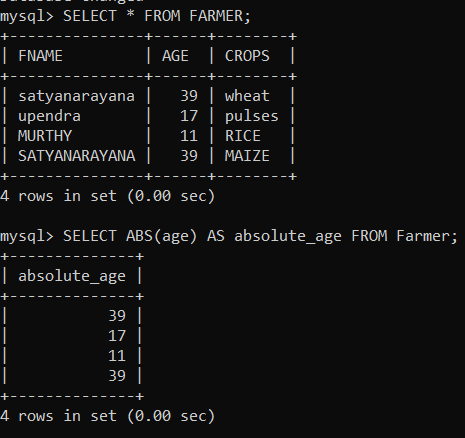 Database changed
mysql> SELECT * FROM FARMER;
+---------------+------+--------+
| FNAME         | AGE  | CROPS  |
+---------------+------+--------+
| satyanarayana |   39 | wheat  |
| upendra       |   17 | pulses |
| MURTHY        |   11 | RICE   |
| SATYANARAYANA |   39 | MAIZE  |
+---------------+------+--------+
4 rows in set (0.00 sec)

mysql> SELECT ABS(age) AS absolute_age FROM Farmer;
+--------------+
| absolute_age |
+--------------+
|           39 |
|           17 |
|           11 |
|           39 |
+--------------+
4 rows in set (0.00 sec)